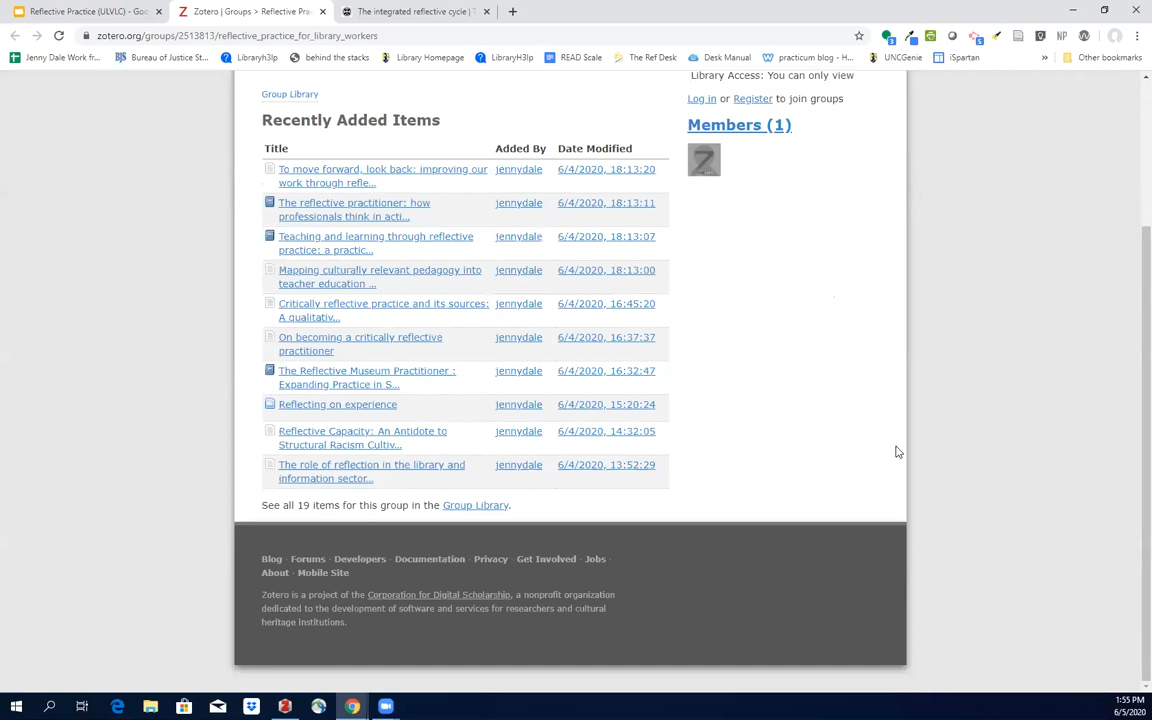 Reflective Practice (ULVLC) - Goo
Zotero | Groups > Reflective Pra
The integrated reflective cycle | T
zotero.org/groups/2513813/reflective_practice_for_library_workers
Jenny Dale Work fr...
Bureau of Justice St...
Libraryh3lp
behind the stacks
Library Homepage
LibraryH3lp
READ Scale
The Ref Desk
Desk Manual
practicum blog - H...
UNCGenie
iSpartan
Other bookmarks
Library Access: You can only view
Group Library
Log in or Register to join groups
Recently Added Items
Members (1)
Title Added By Date Modified
To move forward, look back: improving our jennydale 6/4/2020, 18:13:20
work through refle...
The reflective practitioner: how jennydale 6/4/2020, 18:13:11
professionals think in acti...
Teaching and learning through reflective jennydale 6/4/2020, 18:13:07
practice: a practic...
Mapping culturally relevant pedagogy into jennydale 6/4/2020, 18:13:00
teacher education ...
Critically reflective practice and its sources: jennydale 6/4/2020, 16:45:20
A qualitativ...
On becoming a critically reflective jennydale 6/4/2020, 16:37:37
practitioner
The Reflective Museum Practitioner : jennydale 6/4/2020, 16:32:47
Expanding Practice in S...
Reflecting on experience jennydale 6/4/2020, 15:20:24
Reflective Capacity: An Antidote to jennydale 6/4/2020, 14:32:05
Structural Racism Cultiv...
The role of reflection in the library and jennydale 6/4/2020, 13:52:29
information sector...
See all 19 items for this group in the Group Library.
Blog · Forums · Developers · Documentation · Privacy · Get Involved · Jobs ·
About · Mobile Site
Zotero is a project of the Corporation for Digital Scholarship, a nonprofit organization
dedicated to the development of software and services for researchers and cultural
heritage institutions.
1:55 PM
6/5/2020